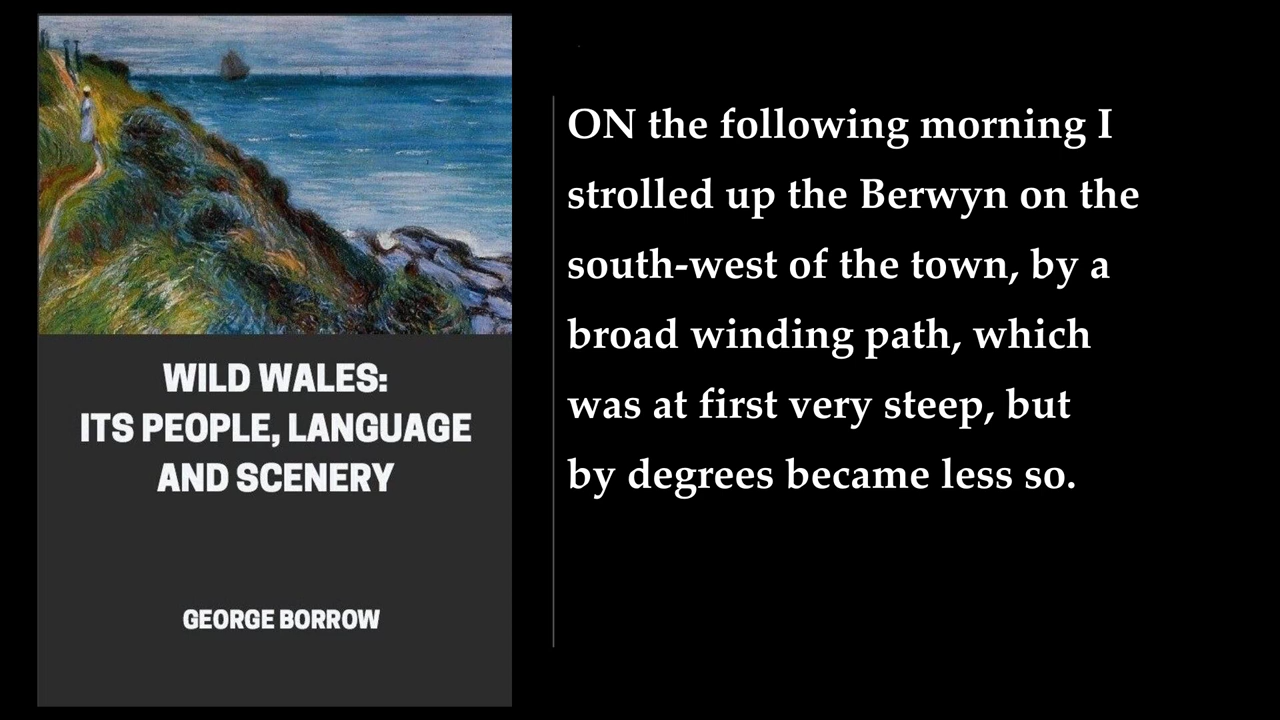 WILD WALES:
ITS PEOPLE, LANGUAGE
AND SCENERY
GEORGE BORROW
ON the following morning I
strolled up the Berwyn on the
south-west of the town, by a
broad winding path, which
was at first very steep, but
by degrees became less so.